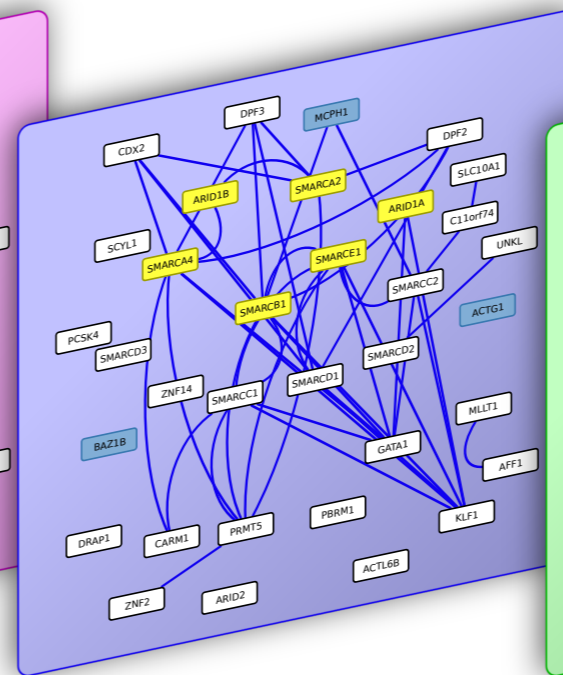 DPF3
MCPH1
DPF2
CDX2
SLC10A1
SMARCA2
ARID1B
ARID1A
C11orf74
SCYL1
UNKL
SMARCE1
SMARCA4
SMARCC2
SMARCB1
ACTG1
PCSK4
SMARCD3
SMARCD2
SMARCD1
ZNF14
SMARCC1
MLLT1
BAZ1B
GATA1
AFF1
PBRM1
KLF1
PRMT5
DRAP1
CARM1
ACTL6B
ARID2
ZNF2